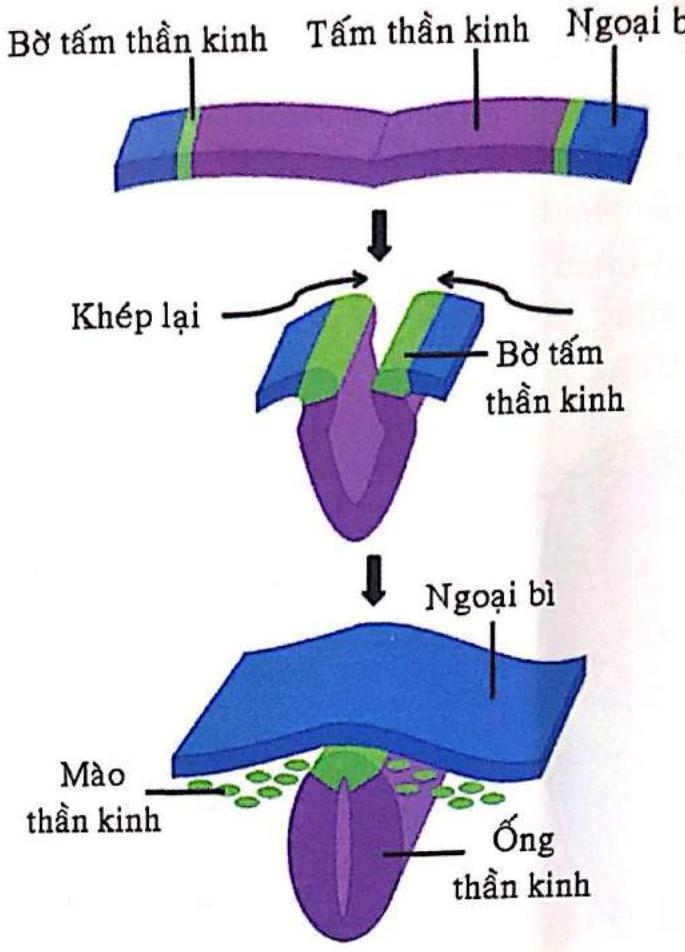 Bờ tấm thần kinh
Tấm thần kinh
Ngoại
Khép lại
Bờ tấm
thần kinh
Ngoại bì
Mào
thần kinh
Ống
thần kinh